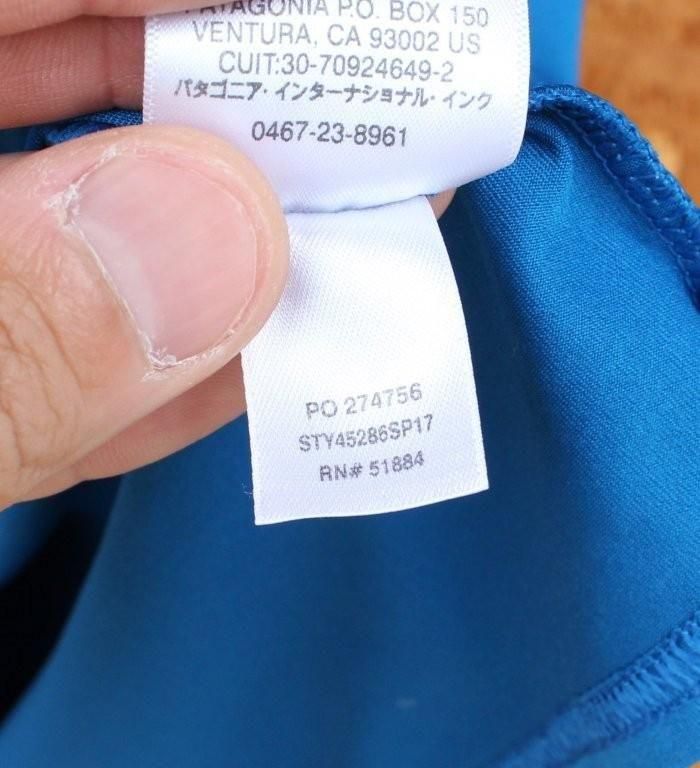 PATAGONIA P.O. BOX 150
VENTURA, CA 93002 US
CUIT:30-70924649-2
パタゴニア・インターナショナル・インク
0467-23-8961
PO 274756
STY45286SP17
RN# 51884